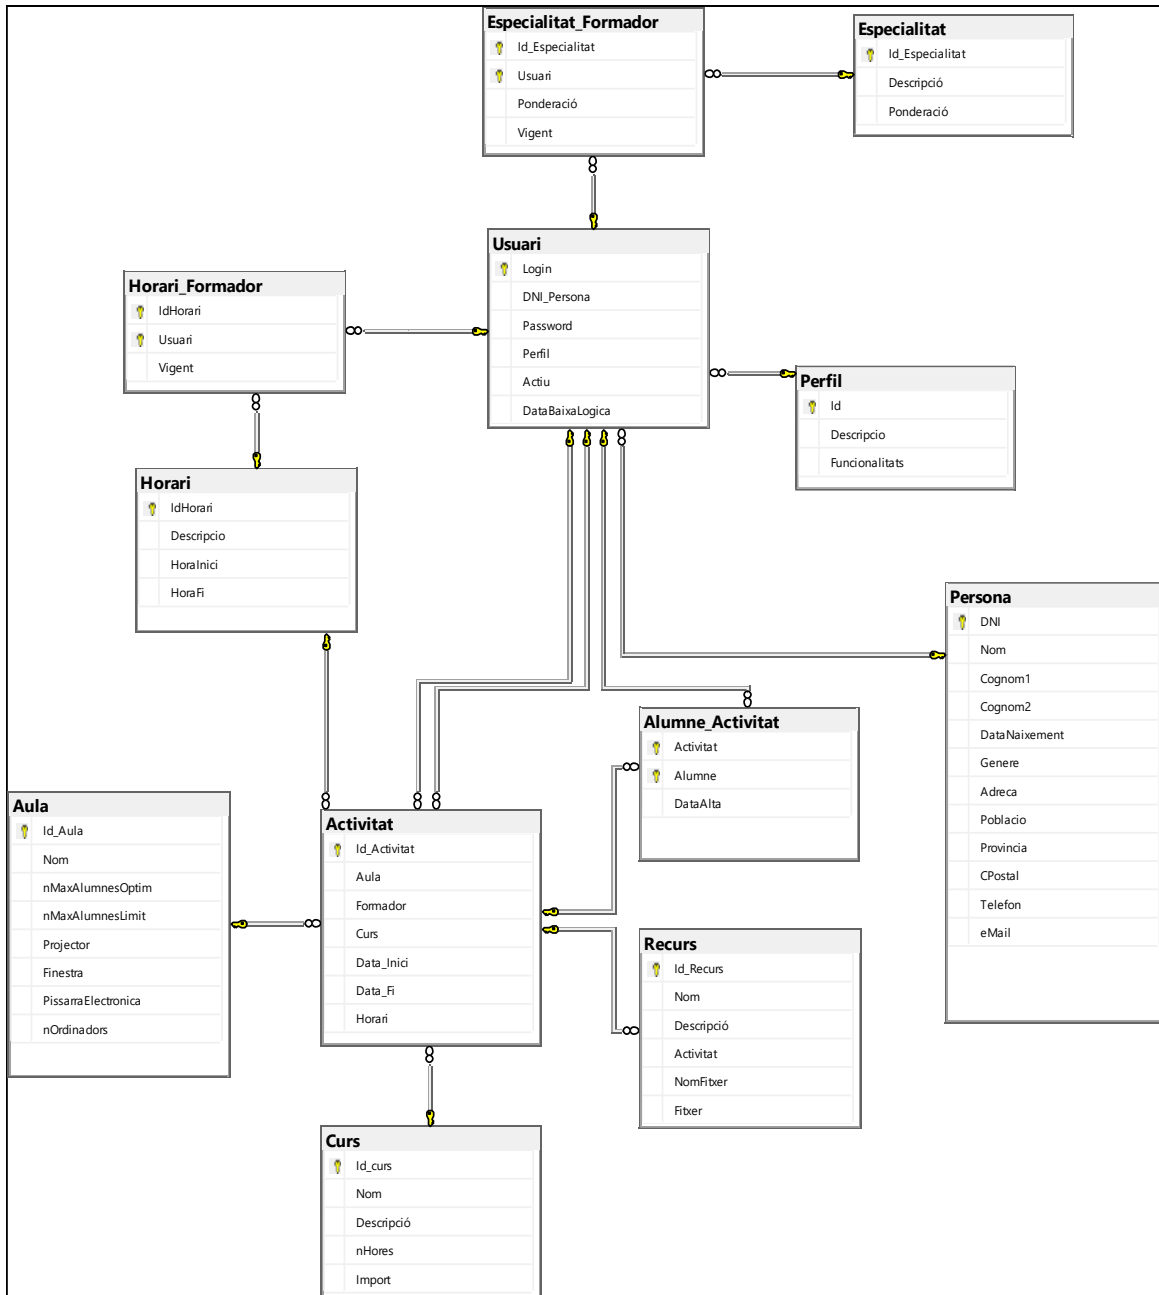 Especialitat_Formador
Id_Especialitat
Usuari
Ponderació
Vigent
Especialitat
Id_Especialitat
Descripció
Ponderació
Usuari
Login
DNI_Persona
Password
Perfil
Actiu
DataBaixaLogica
Horari_Formador
IdHorari
Usuari
Vigent
Perfil
Id
Descripcio
Funcionalitats
Horari
IdHorari
Descripcio
HoraInici
HoraFi
Persona
DNI
Nom
Cognom1
Cognom2
DataNaixement
Genere
Adreca
Poblacio
Provincia
CPostal
Telefon
eMail
Alumne_Activitat
Activitat
Alumne
DataAlta
Aula
Id_Aula
Nom
nMaxAlumnesOptim
nMaxAlumnesLimit
Projector
Finestra
PissarraElectronica
nOrdinadors
Activitat
Id_Activitat
Aula
Formador
Curs
Data_Inici
Data_Fi
Horari
Recurs
Id_Recurs
Nom
Descripció
Activitat
NomFitxer
Fitxer
Curs
Id_curs
Nom
Descripció
nHores
Import